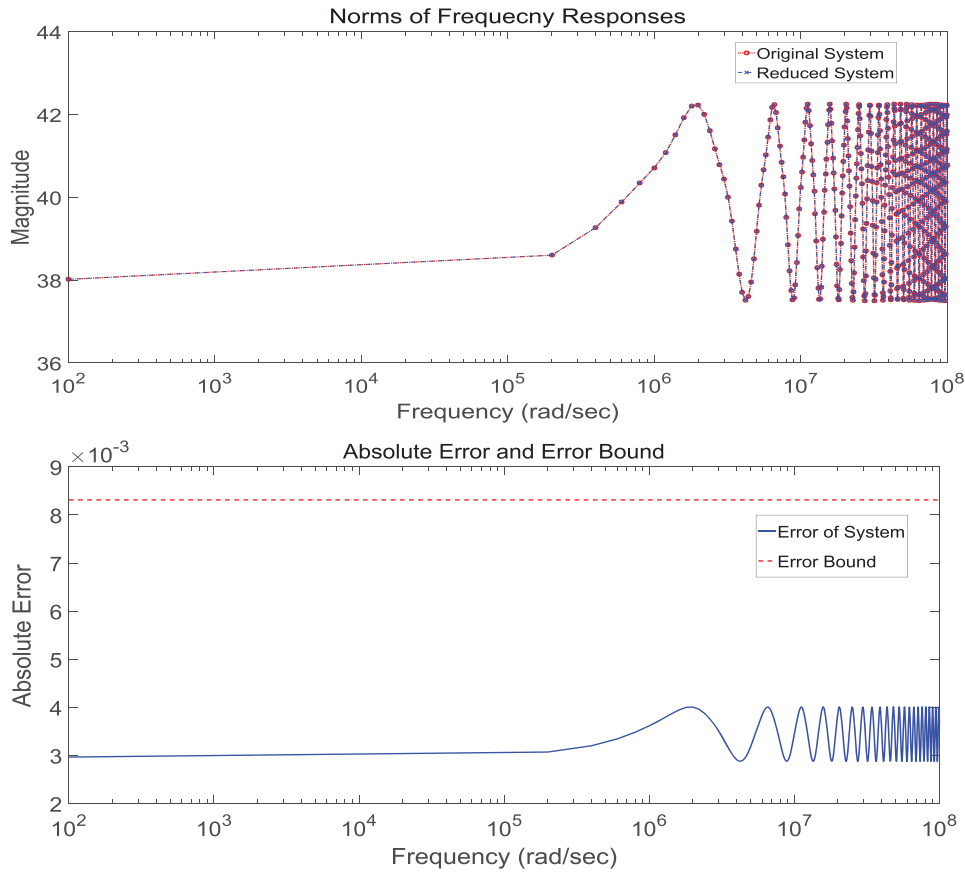 Norms of Frequecny Responses
44
42
40
38
36
Magnitude
Original System
Reduced System
10^2 10^3 10^4 10^5 10^6 10^7 10^8
Frequency (rad/sec)
×10^-3
Absolute Error and Error Bound
9
8
7
6
5
4
3
2
Absolute Error
Error of System
Error Bound
10^2 10^3 10^4 10^5 10^6 10^7 10^8
Frequency (rad/sec)